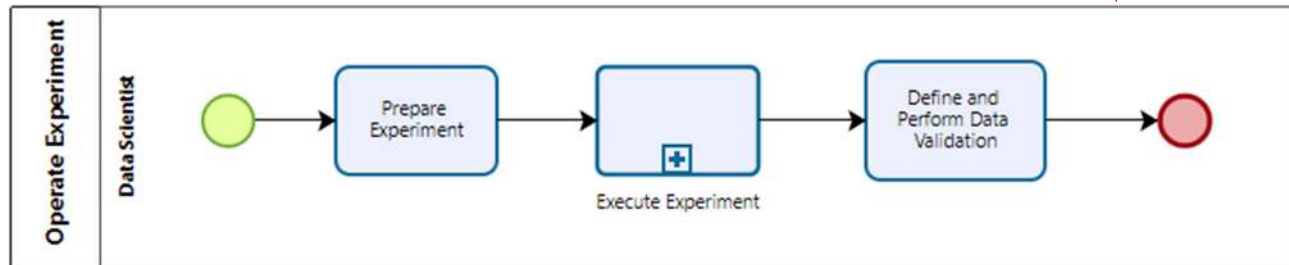 Operate Experiment
Data Scientist
Prepare
Experiment
Execute Experiment
Define and
Perform Data
Validation